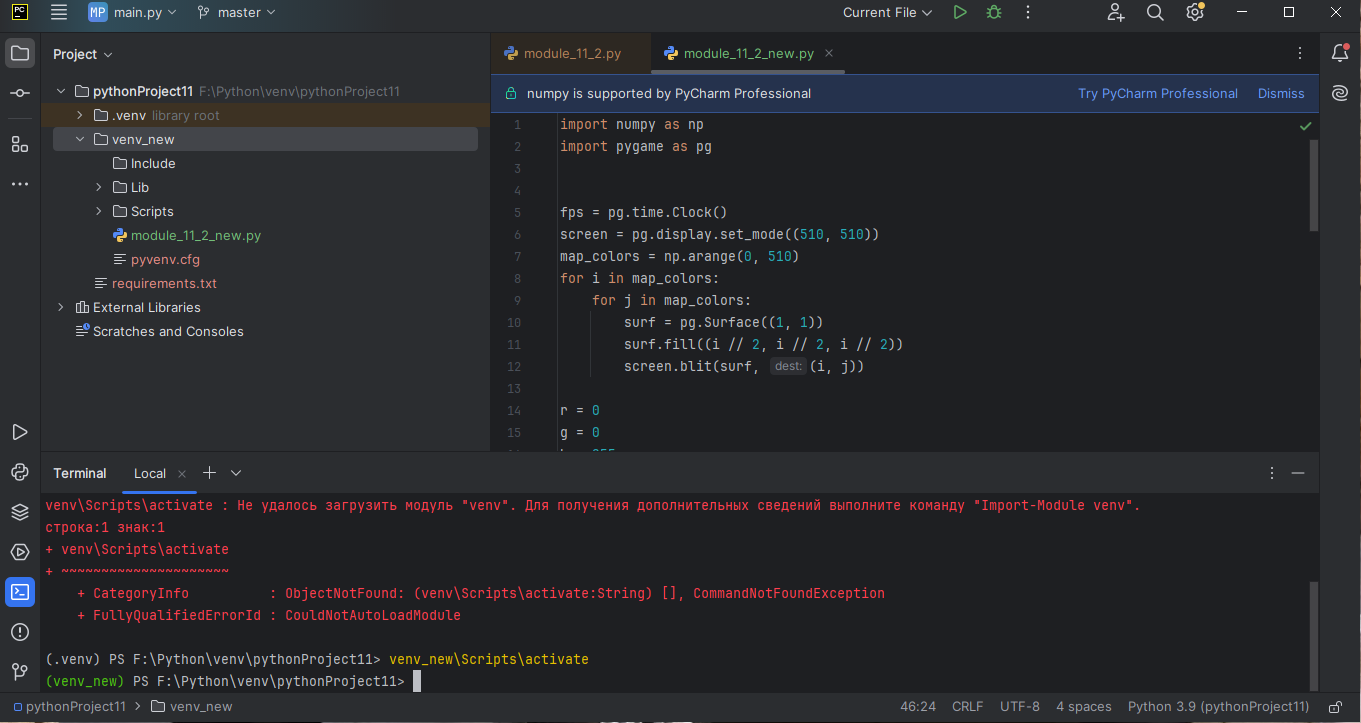 PC MP main.py master Current File
Project
module_11_2.py module_11_2_new.py
pythonProject11 F:\Python\venv\pythonProject11
.venv library root
venv_new
Include
Lib
Scripts
module_11_2_new.py
pyvenv.cfg
requirements.txt
External Libraries
Scratches and Consoles
numpy is supported by PyCharm Professional Try PyCharm Professional Dismiss
1 import numpy as np
2 import pygame as pg
3
4
5 fps = pg.time.Clock()
6 screen = pg.display.set_mode((510, 510))
7 map_colors = np.arange(0, 510)
8 for i in map_colors:
9     for j in map_colors:
10         surf = pg.Surface((1, 1))
11         surf.fill((i // 2, i // 2, i // 2))
12         screen.blit(surf, dest: (i, j))
13
14 r = 0
15 g = 0
Terminal Local
venv\Scripts\activate : Не удалось загрузить модуль "venv". Для получения дополнительных сведений выполните команду "Import-Module venv".
строка:1 знак:1
+ venv\Scripts\activate
+ ~~~~~~~~~~~~~~~~~~~~~
    + CategoryInfo          : ObjectNotFound: (venv\Scripts\activate:String) [], CommandNotFoundException
    + FullyQualifiedErrorId : CouldNotAutoLoadModule
(.venv) PS F:\Python\venv\pythonProject11> venv_new\Scripts\activate
(venv_new) PS F:\Python\venv\pythonProject11>
pythonProject11 > venv_new 46:24 CRLF UTF-8 4 spaces Python 3.9 (pythonProject11)